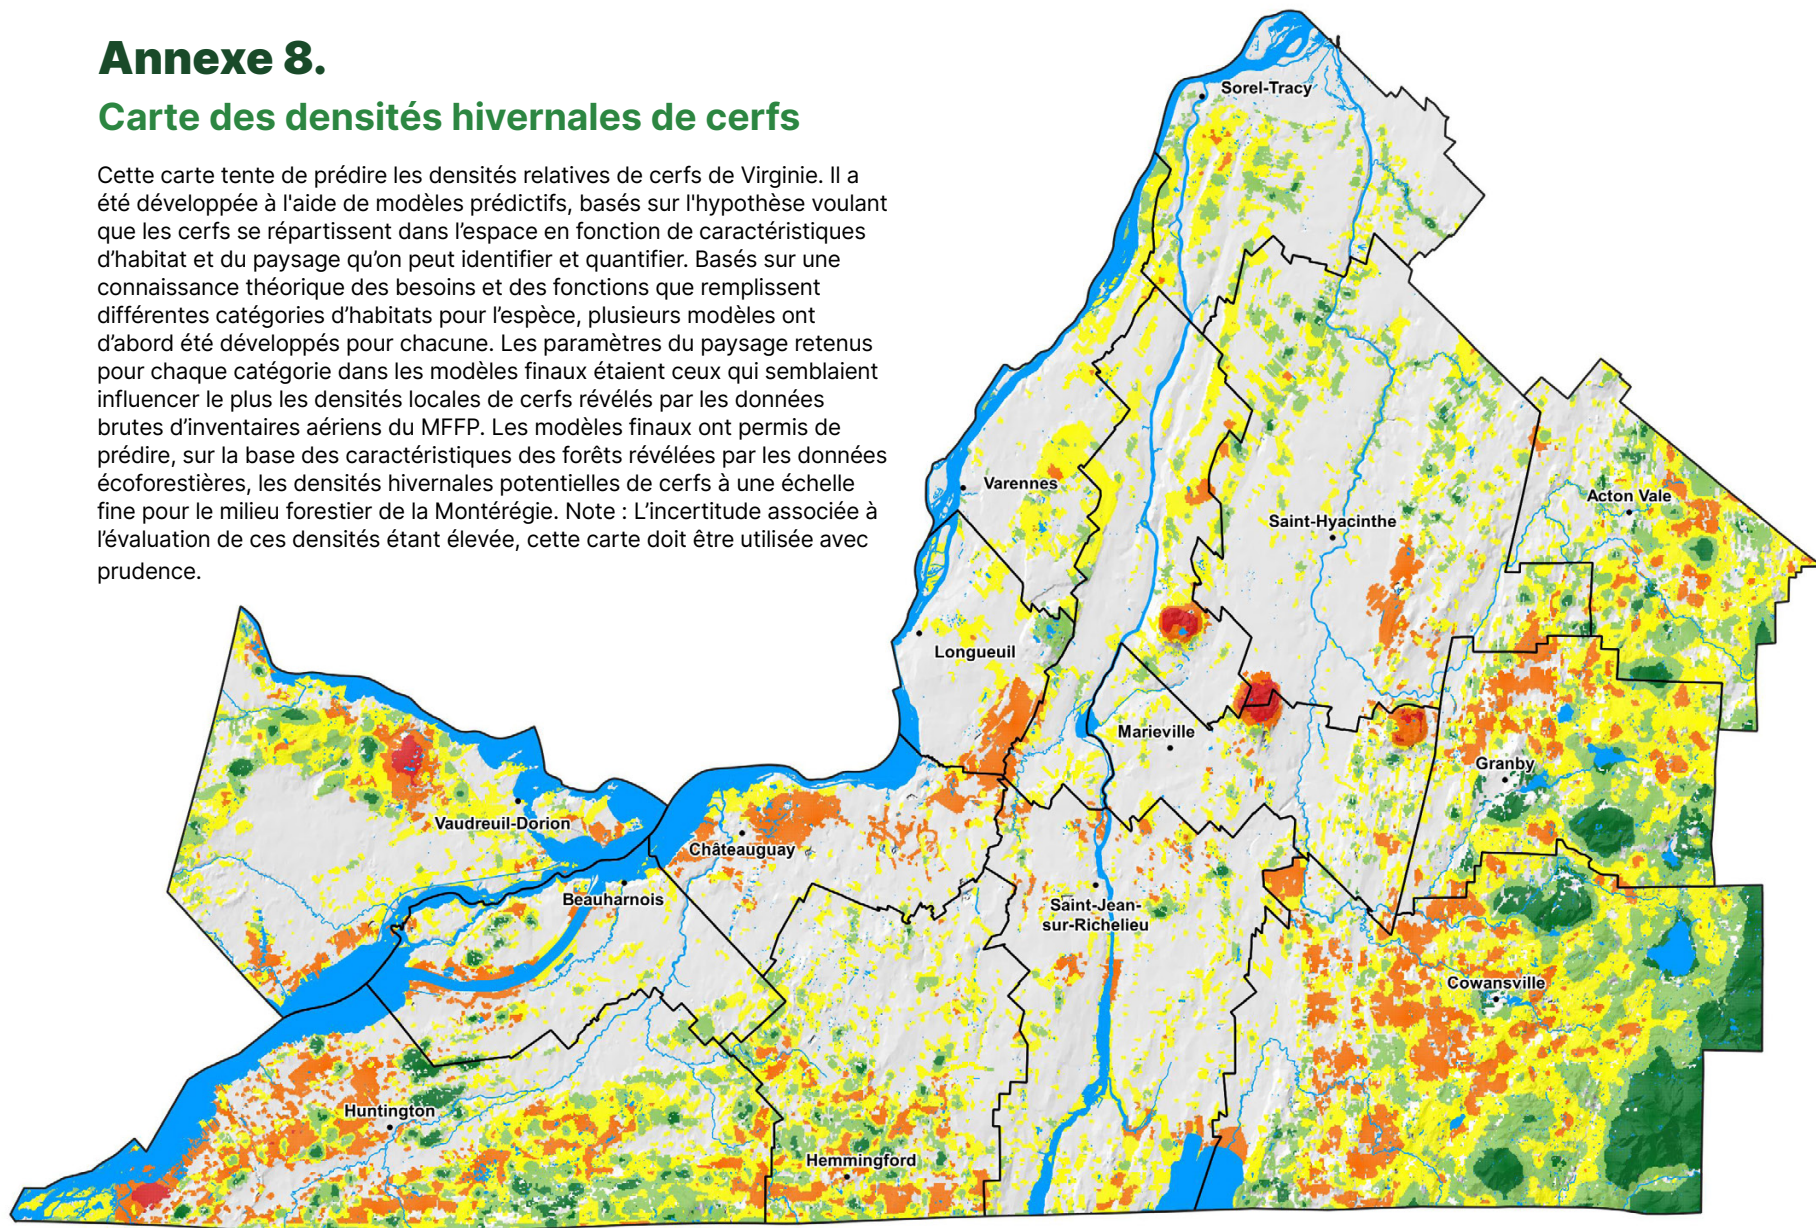 Annexe 8.
Carte des densités hivernales de cerfs
Cette carte tente de prédire les densités relatives de cerfs de Virginie. Il a
été développée à l'aide de modèles prédictifs, basés sur l'hypothèse voulant
que les cerfs se répartissent dans l’espace en fonction de caractéristiques
d’habitat et du paysage qu’on peut identifier et quantifier. Basés sur une
connaissance théorique des besoins et des fonctions que remplissent
différentes catégories d’habitats pour l’espèce, plusieurs modèles ont
d’abord été développés pour chacune. Les paramètres du paysage retenus
pour chaque catégorie dans les modèles finaux étaient ceux qui semblaient
influencer le plus les densités locales de cerfs révélés par les données
brutes d’inventaires aériens du MFFP. Les modèles finaux ont permis de
prédire, sur la base des caractéristiques des forêts révélées par les données
écoforestières, les densités hivernales potentielles de cerfs à une échelle
fine pour le milieu forestier de la Montérégie. Note : L’incertitude associée à
l’évaluation de ces densités étant élevée, cette carte doit être utilisée avec
prudence.
Sorel-Tracy
Varennes
Acton Vale
Saint-Hyacinthe
Longueuil
Marieville
Granby
Vaudreuil-Dorion
Châteauguay
Beauharnois
Saint-Jean-
sur-Richelieu
Cowansville
Huntington
Hemmingford